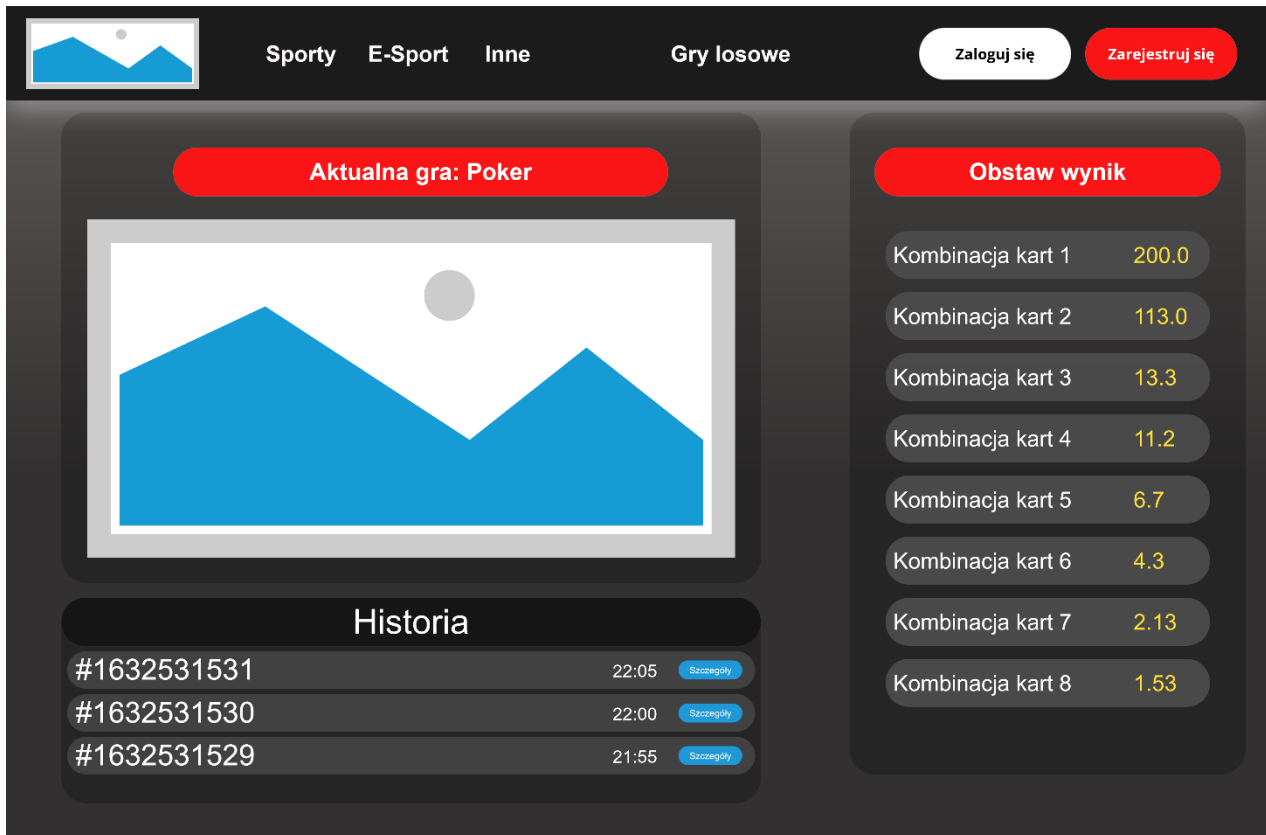 Sporty E-Sport Inne Gry losowe Zaloguj się Zarejestruj się
Aktualna gra: Poker
Historia
#1632531531 22:05 Szczegóły
#1632531530 22:00 Szczegóły
#1632531529 21:55 Szczegóły
Obstaw wynik
Kombinacja kart 1 200.0
Kombinacja kart 2 113.0
Kombinacja kart 3 13.3
Kombinacja kart 4 11.2
Kombinacja kart 5 6.7
Kombinacja kart 6 4.3
Kombinacja kart 7 2.13
Kombinacja kart 8 1.53